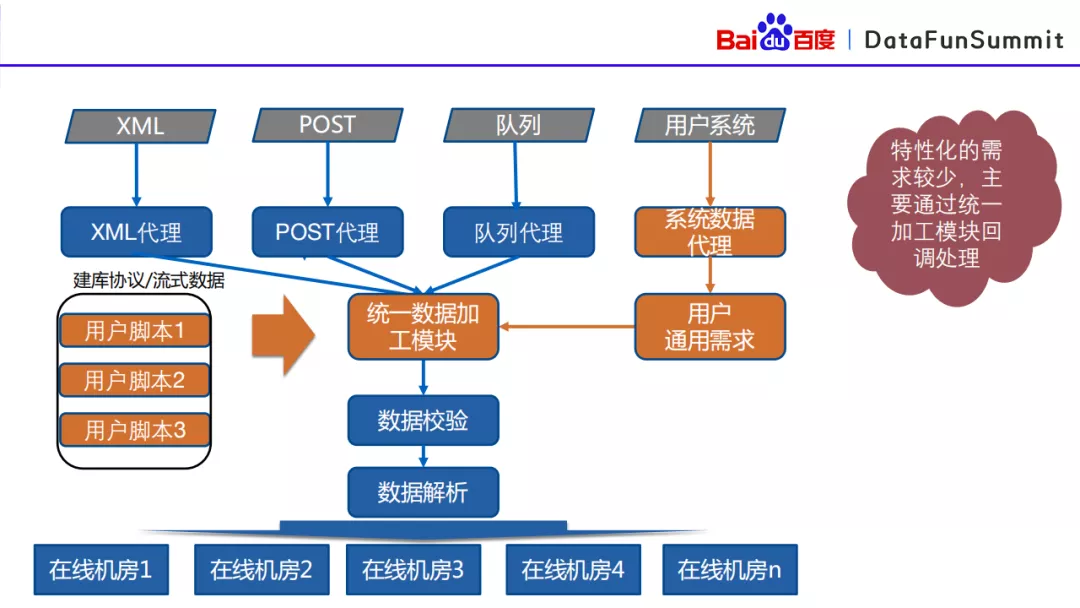 Bai du 百度 | DataFunSummit
XML
POST
队列
用户系统
XML代理
POST代理
队列代理
系统数据
代理
特性化的需
求较少，主
要通过统一
加工模块回
调处理
建库协议/流式数据
用户脚本1
用户脚本2
用户脚本3
统一数据加
工模块
用户
通用需求
数据校验
数据解析
在线机房1
在线机房2
在线机房3
在线机房4
在线机房n